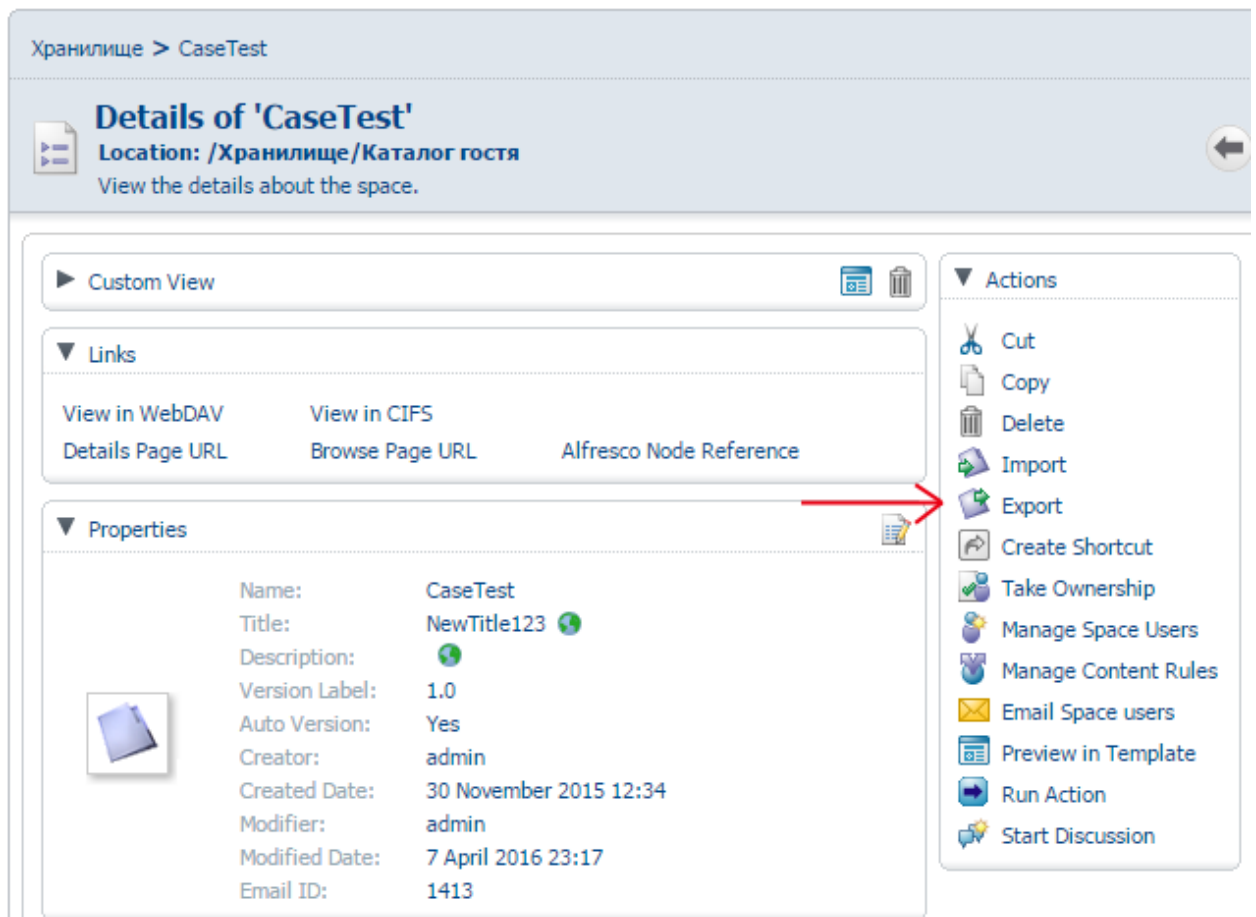 Хранилище > CaseTest
Details of 'CaseTest'
Location: /Хранилище/Каталог гостя
View the details about the space.
Custom View
Links
View in WebDAV View in CIFS
Details Page URL Browse Page URL Alfresco Node Reference
Properties
Name: CaseTest
Title: NewTitle123
Description:
Version Label: 1.0
Auto Version: Yes
Creator: admin
Created Date: 30 November 2015 12:34
Modifier: admin
Modified Date: 7 April 2016 23:17
Email ID: 1413
Actions
Cut
Copy
Delete
Import
Export
Create Shortcut
Take Ownership
Manage Space Users
Manage Content Rules
Email Space users
Preview in Template
Run Action
Start Discussion